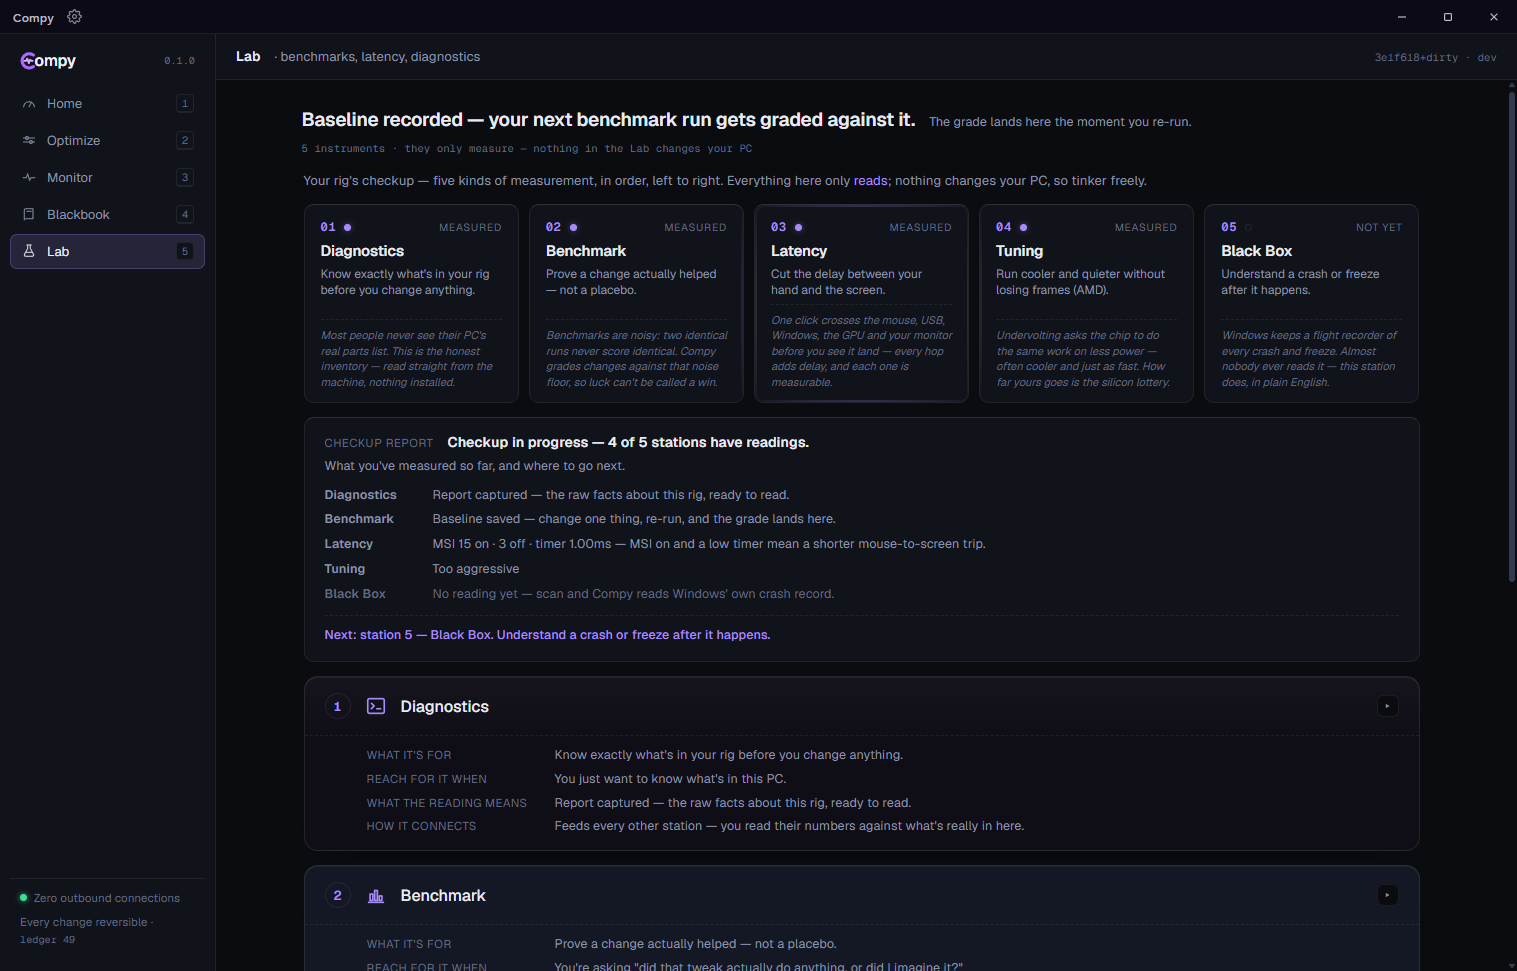 Compy
Compy 0.1.0
Home 1
Optimize 2
Monitor 3
Blackbook 4
Lab 5
Zero outbound connections
Every change reversible ·
ledger 49
Lab · benchmarks, latency, diagnostics
3e1f618+dirty · dev
Baseline recorded — your next benchmark run gets graded against it. The grade lands here the moment you re-run.
5 instruments · they only measure — nothing in the Lab changes your PC
Your rig's checkup — five kinds of measurement, in order, left to right. Everything here only reads; nothing changes your PC, so tinker freely.
01 MEASURED
Diagnostics
Know exactly what's in your rig
before you change anything.
Most people never see their PC's
real parts list. This is the honest
inventory — read straight from the
machine, nothing installed.
02 MEASURED
Benchmark
Prove a change actually helped
— not a placebo.
Benchmarks are noisy: two identical
runs never score identical. Compy
grades changes against that noise
floor, so luck can't be called a win.
03 MEASURED
Latency
Cut the delay between your
hand and the screen.
One click crosses the mouse, USB,
Windows, the GPU and your monitor
before you see it land — every hop
adds delay, and each one is
measurable.
04 MEASURED
Tuning
Run cooler and quieter without
losing frames (AMD).
Undervolting asks the chip to do
the same work on less power —
often cooler and just as fast. How
far yours goes is the silicon lottery.
05 NOT YET
Black Box
Understand a crash or freeze
after it happens.
Windows keeps a flight recorder of
every crash and freeze. Almost
nobody ever reads it — this station
does, in plain English.
CHECKUP REPORT Checkup in progress — 4 of 5 stations have readings.
What you've measured so far, and where to go next.
Diagnostics Report captured — the raw facts about this rig, ready to read.
Benchmark Baseline saved — change one thing, re-run, and the grade lands here.
Latency MSI 15 on · 3 off · timer 1.00ms — MSI on and a low timer mean a shorter mouse-to-screen trip.
Tuning Too aggressive
Black Box No reading yet — scan and Compy reads Windows' own crash record.
Next: station 5 — Black Box. Understand a crash or freeze after it happens.
1 Diagnostics
WHAT IT'S FOR Know exactly what's in your rig before you change anything.
REACH FOR IT WHEN You just want to know what's in this PC.
WHAT THE READING MEANS Report captured — the raw facts about this rig, ready to read.
HOW IT CONNECTS Feeds every other station — you read their numbers against what's really in here.
2 Benchmark
WHAT IT'S FOR Prove a change actually helped — not a placebo.
REACH FOR IT WHEN You're asking "did that tweak actually do anything, or did I imagine it?"